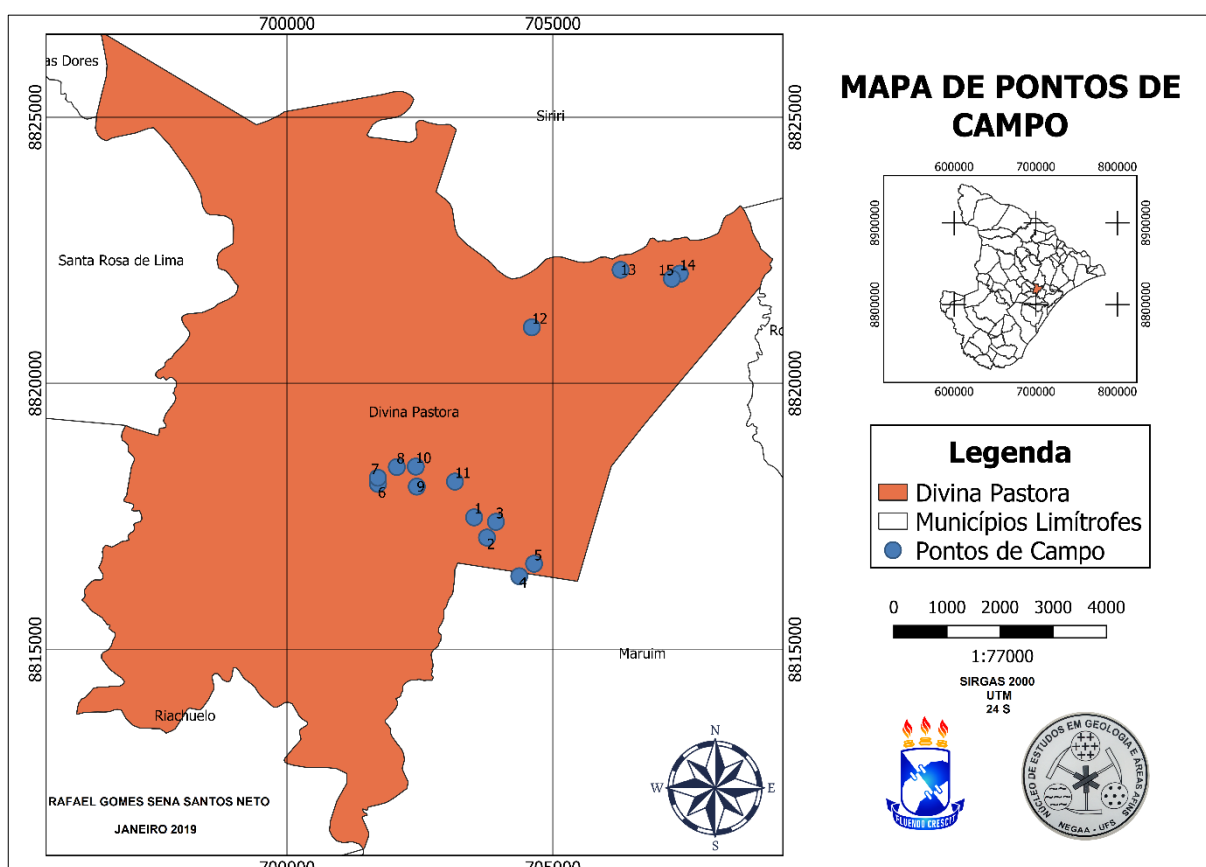 700000 705000
as Dores
Siriri
8825000 8825000
Santa Rosa de Lima
13 15 14
12
Ro
8820000 8820000
Divina Pastora
7 8 10
6 9 11
1 3
2
5
4
8815000 8815000
Maruim
Riachuelo
N
W E
S
RAFAEL GOMES SENA SANTOS NETO
JANEIRO 2019
700000 705000
MAPA DE PONTOS DE
CAMPO
600000 700000 800000
8900000 8900000
8800000 8800000
600000 700000 800000
Legenda
Divina Pastora
Municípios Limítrofes
Pontos de Campo
0 1000 2000 3000 4000
1:77000
SIRGAS 2000
UTM
24 S
FLUENDO CRESCIT
NÚCLEO DE ESTUDOS EM GEOLOGIA E ÁREAS AFINS
NEGAA - UFS